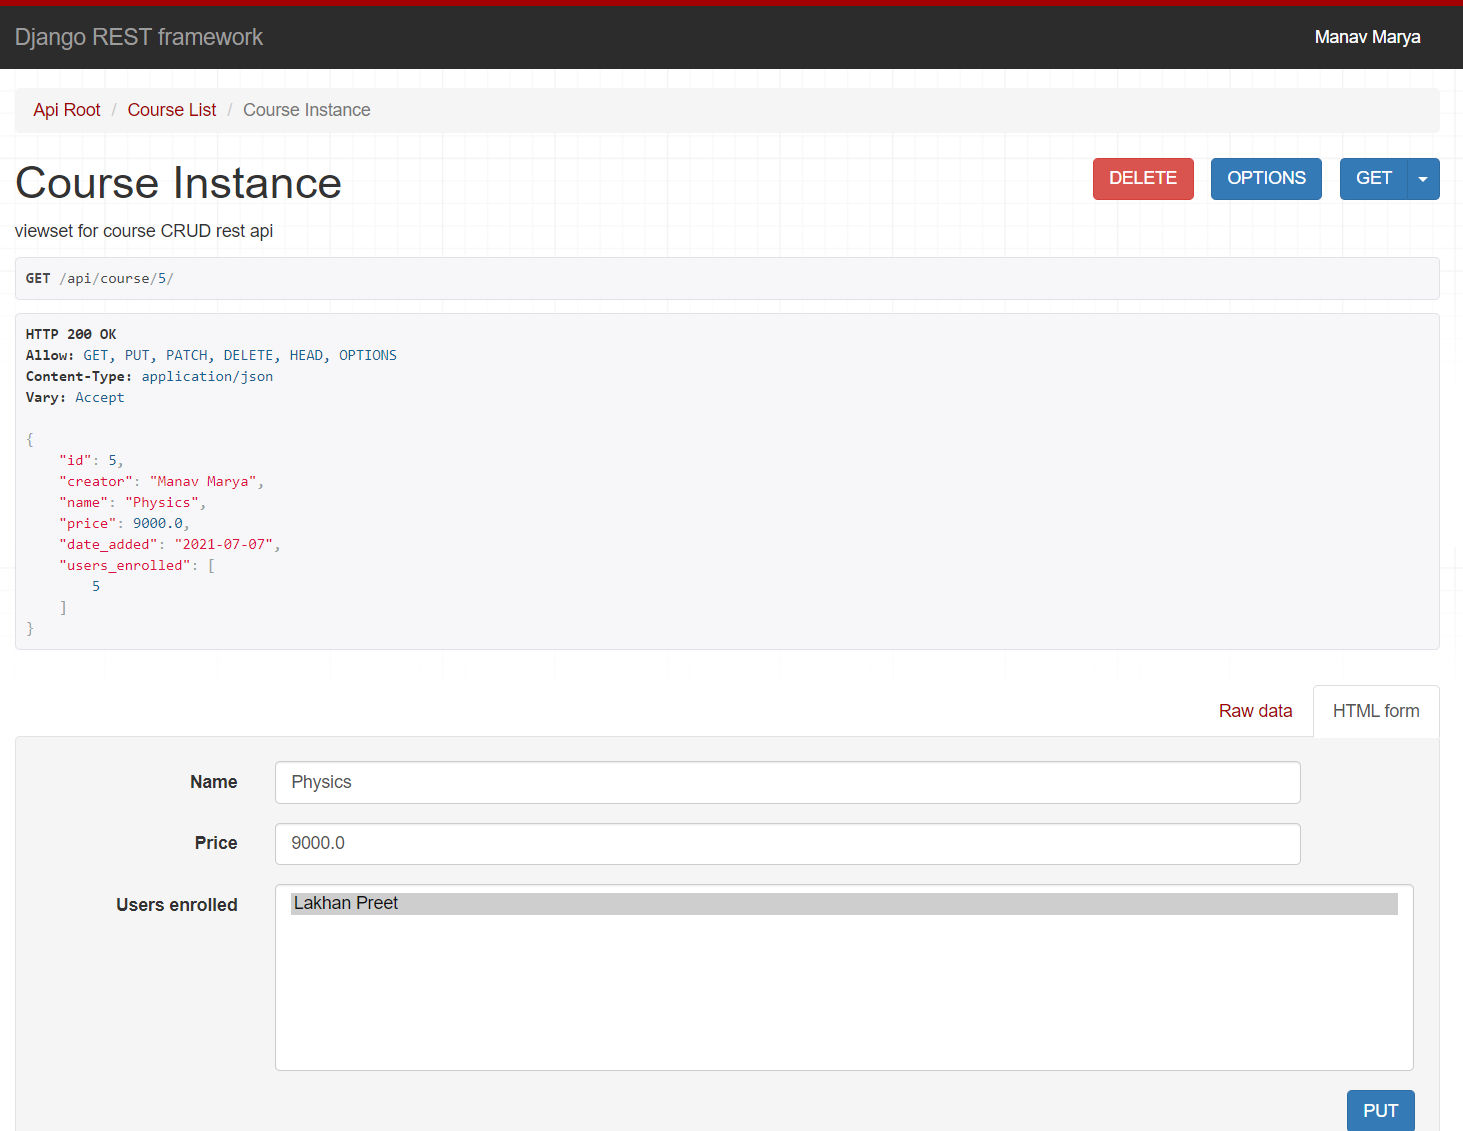 Django REST framework
Manav Marya
Api Root / Course List / Course Instance
Course Instance
DELETE
OPTIONS
GET
viewset for course CRUD rest api
GET /api/course/5/
HTTP 200 OK
Allow: GET, PUT, PATCH, DELETE, HEAD, OPTIONS
Content-Type: application/json
Vary: Accept
{
    "id": 5,
    "creator": "Manav Marya",
    "name": "Physics",
    "price": 9000.0,
    "date_added": "2021-07-07",
    "users_enrolled": [
        5
    ]
}
Raw data
HTML form
Name
Physics
Price
9000.0
Users enrolled
Lakhan Preet
PUT